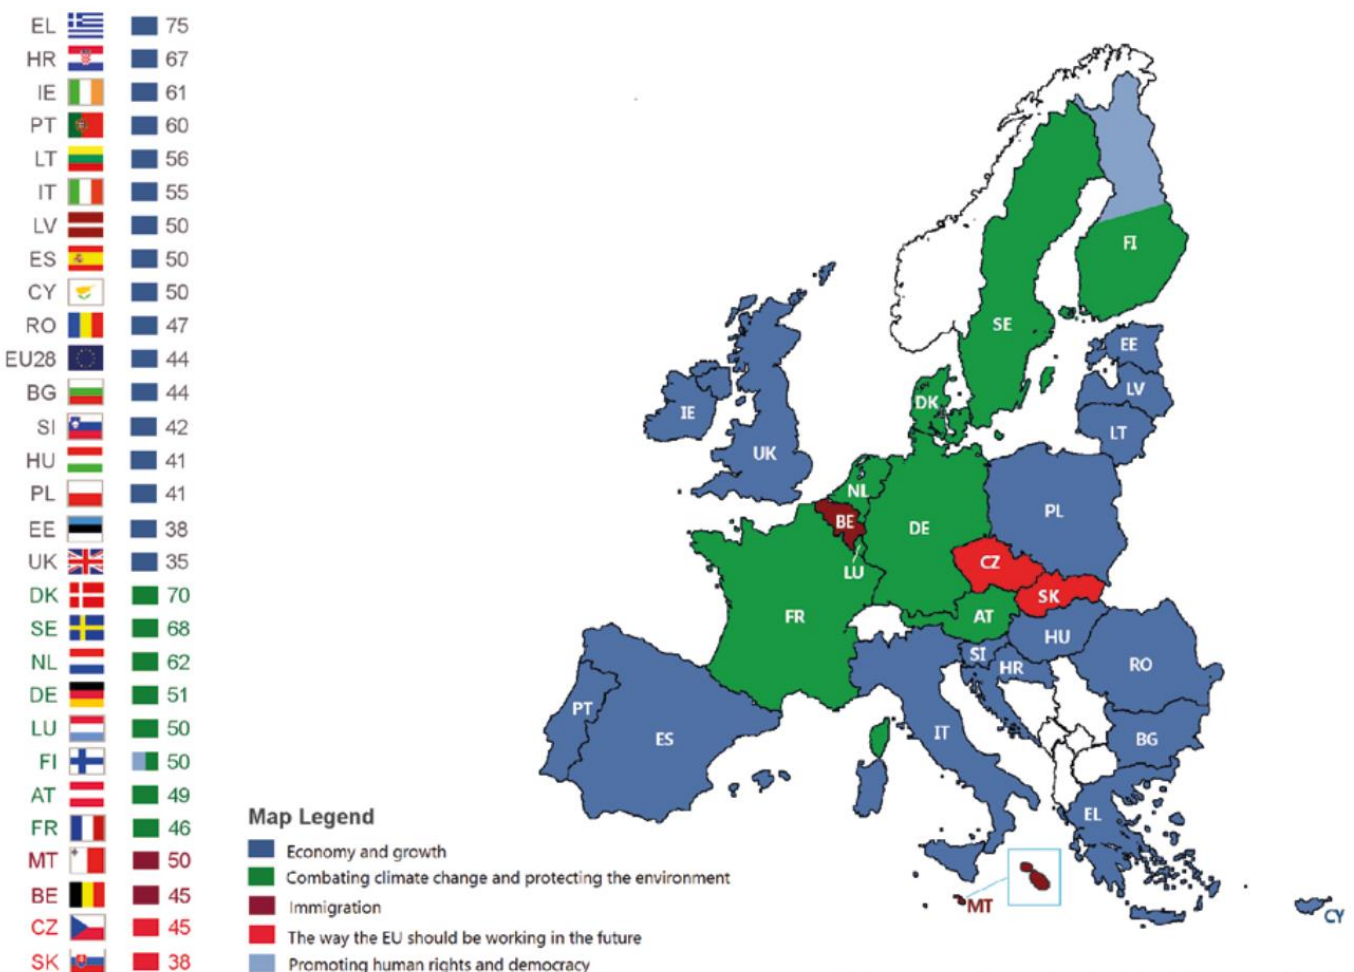 EL 75
HR 67
IE 61
PT 60
LT 56
IT 55
LV 50
ES 50
CY 50
RO 47
EU28 44
BG 44
SI 42
HU 41
PL 41
EE 38
UK 35
DK 70
SE 68
NL 62
DE 51
LU 50
FI 50
AT 49
FR 46
MT 50
BE 45
CZ 45
SK 38
Map Legend
Economy and growth
Combating climate change and protecting the environment
Immigration
The way the EU should be working in the future
Promoting human rights and democracy
FI
SE
EE
LV
LT
DK
IE
UK
NL
BE
DE
PL
LU
CZ
SK
FR
AT
HU
SI
HR
RO
PT
ES
IT
BG
EL
MT
CY